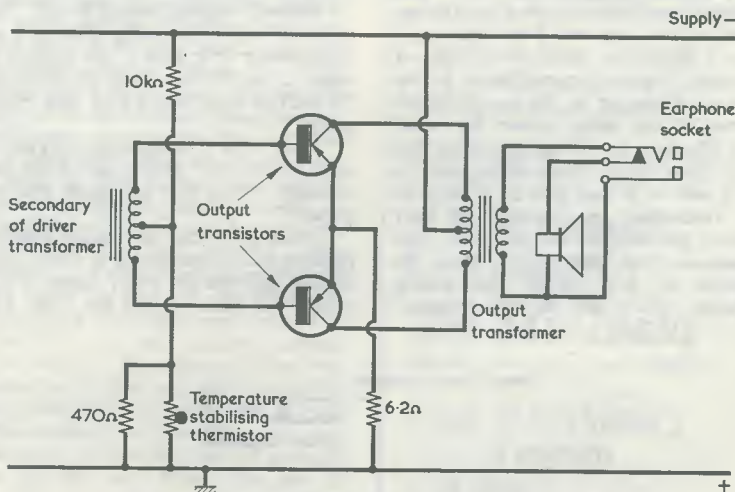 Supply−
10kΩ
Earphone
socket
Secondary
of driver
transformer
Output
transistors
Output
transformer
470Ω
Temperature
stabilising
thermistor
6·2Ω
+